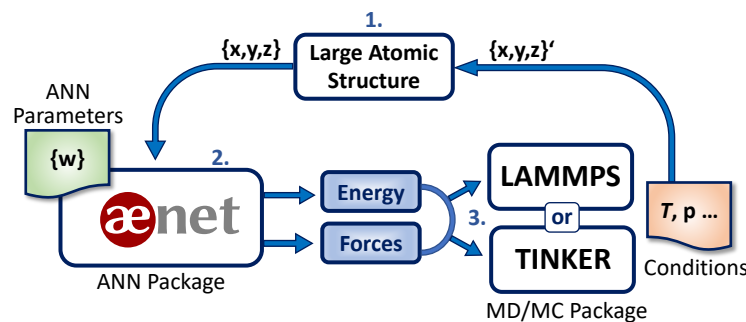 1.
{x,y,z}
Large Atomic
Structure
{x,y,z}‘
ANN
Parameters
{w}
2.
ænet
ANN Package
Energy
Forces
3.
LAMMPS
or
TINKER
MD/MC Package
T, p ...
Conditions